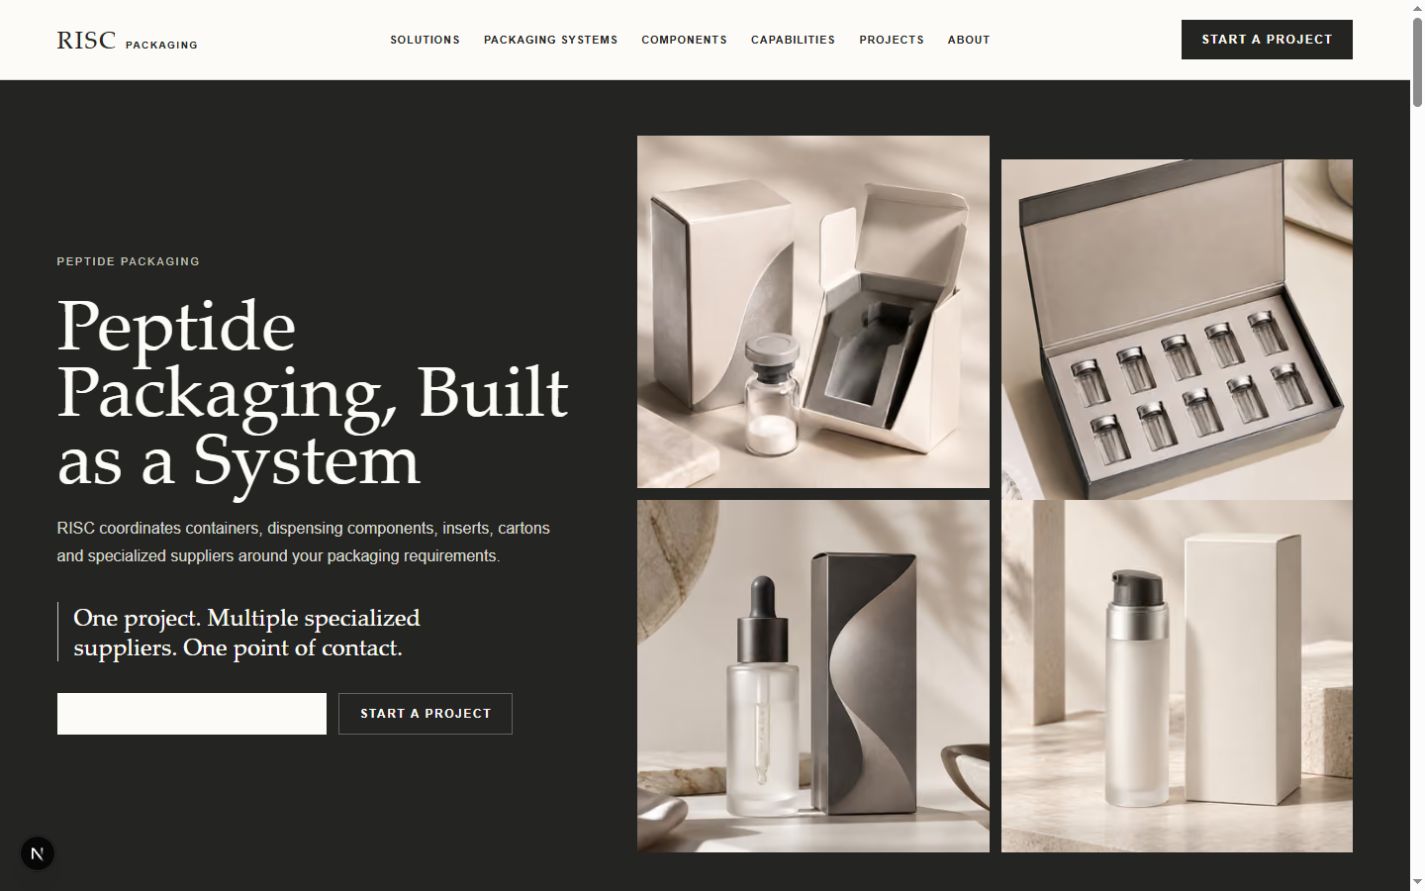 RISC PACKAGING
SOLUTIONS
PACKAGING SYSTEMS
COMPONENTS
CAPABILITIES
PROJECTS
ABOUT
START A PROJECT
PEPTIDE PACKAGING
Peptide
Packaging, Built
as a System
RISC coordinates containers, dispensing components, inserts, cartons
and specialized suppliers around your packaging requirements.
One project. Multiple specialized
suppliers. One point of contact.
START A PROJECT
N